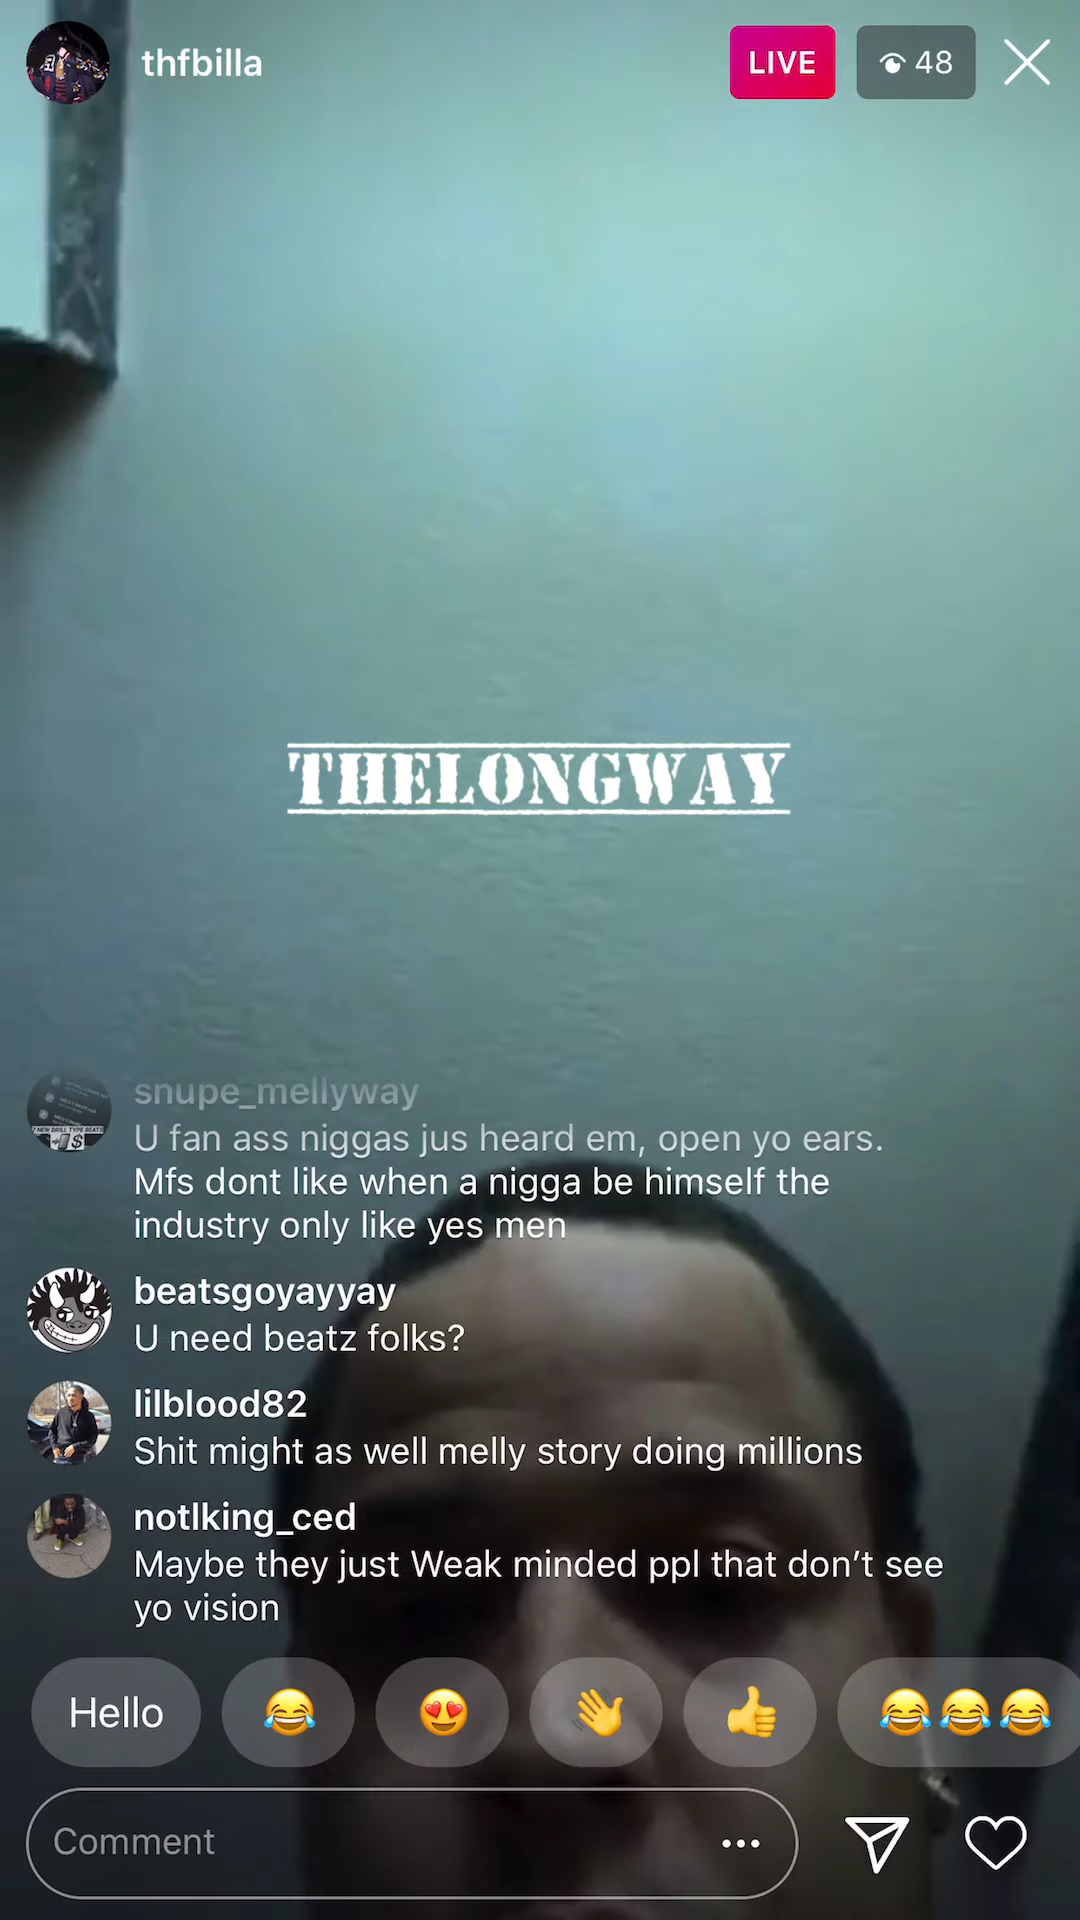 thfbilla
LIVE
48
THELONGWAY
snupe_mellyway
U fan ass niggas jus heard em, open yo ears.
Mfs dont like when a nigga be himself the
industry only like yes men
beatsgoyayyay
U need beatz folks?
lilblood82
Shit might as well melly story doing millions
notlking_ced
Maybe they just Weak minded ppl that don’t see
yo vision
Hello
Comment